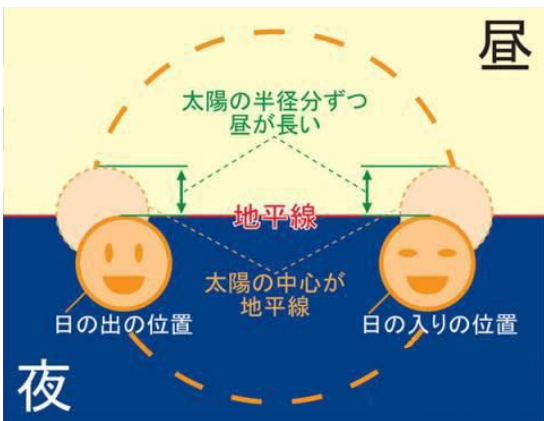 昼
太陽の半径分ずつ
昼が長い
地平線
太陽の中心が
地平線
日の出の位置
日の入りの位置
夜